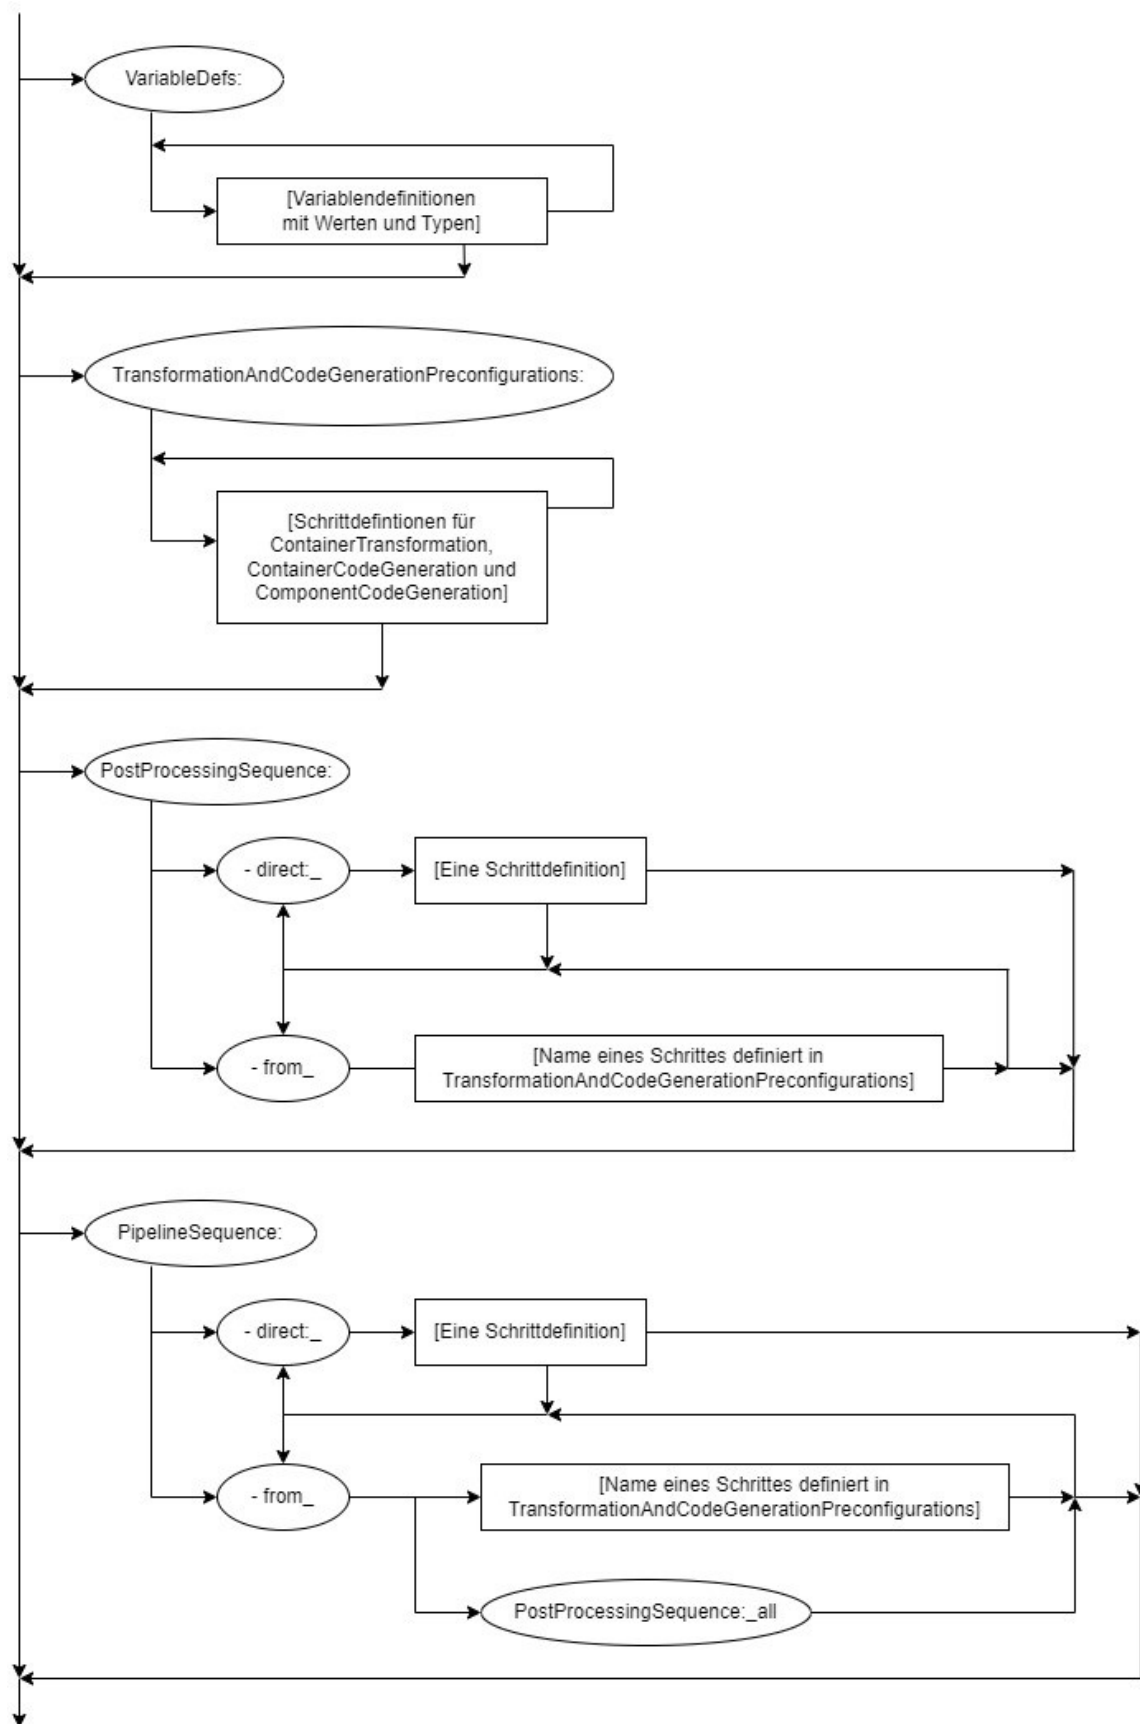 VariableDefs:
[Variablendefinitionen
mit Werten und Typen]
TransformationAndCodeGenerationPreconfigurations:
[Schrittdefintionen für
ContainerTransformation,
ContainerCodeGeneration und
ComponentCodeGeneration]
PostProcessingSequence:
- direct:_
[Eine Schrittdefinition]
- from_
[Name eines Schrittes definiert in
TransformationAndCodeGenerationPreconfigurations]
PipelineSequence:
- direct:_
[Eine Schrittdefinition]
- from_
[Name eines Schrittes definiert in
TransformationAndCodeGenerationPreconfigurations]
PostProcessingSequence:_all